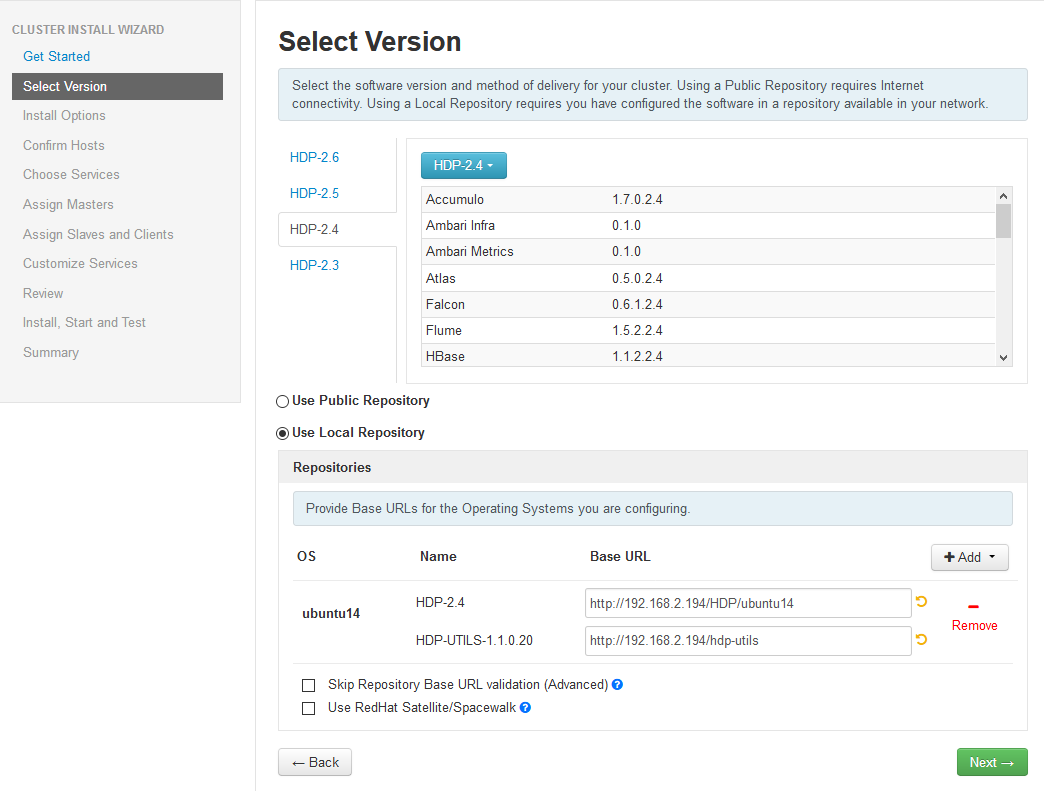 CLUSTER INSTALL WIZARD
Get Started
Select Version
Install Options
Confirm Hosts
Choose Services
Assign Masters
Assign Slaves and Clients
Customize Services
Review
Install, Start and Test
Summary
Select Version
Select the software version and method of delivery for your cluster. Using a Public Repository requires Internet
connectivity. Using a Local Repository requires you have configured the software in a repository available in your network.
HDP-2.6
HDP-2.5
HDP-2.4
HDP-2.3
HDP-2.4
Accumulo 1.7.0.2.4
Ambari Infra 0.1.0
Ambari Metrics 0.1.0
Atlas 0.5.0.2.4
Falcon 0.6.1.2.4
Flume 1.5.2.2.4
HBase 1.1.2.2.4
Use Public Repository
Use Local Repository
Repositories
Provide Base URLs for the Operating Systems you are configuring.
OS Name Base URL + Add
ubuntu14
HDP-2.4 http://192.168.2.194/HDP/ubuntu14
HDP-UTILS-1.1.0.20 http://192.168.2.194/hdp-utils
Remove
Skip Repository Base URL validation (Advanced) ?
Use RedHat Satellite/Spacewalk ?
← Back
Next →